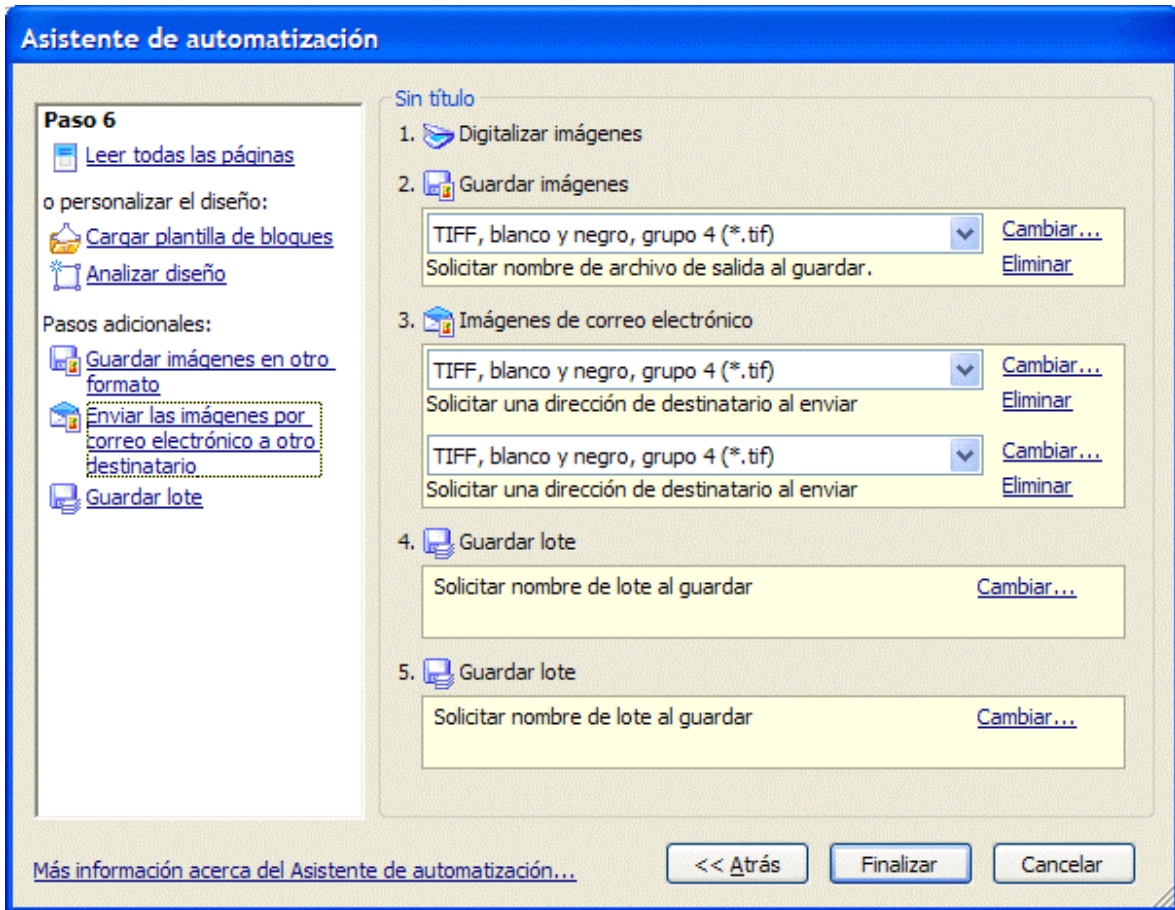 Asistente de automatización
Paso 6
Leer todas las páginas
o personalizar el diseño:
Cargar plantilla de bloques
Analizar diseño
Pasos adicionales:
Guardar imágenes en otro
formato
Enviar las imágenes por
correo electrónico a otro
destinatario
Guardar lote
Sin título
1. Digitalizar imágenes
2. Guardar imágenes
TIFF, blanco y negro, grupo 4 (*.tif)
Cambiar...
Solicitar nombre de archivo de salida al guardar.
Eliminar
3. Imágenes de correo electrónico
TIFF, blanco y negro, grupo 4 (*.tif)
Cambiar...
Solicitar una dirección de destinatario al enviar
Eliminar
TIFF, blanco y negro, grupo 4 (*.tif)
Cambiar...
Solicitar una dirección de destinatario al enviar
Eliminar
4. Guardar lote
Solicitar nombre de lote al guardar
Cambiar...
5. Guardar lote
Solicitar nombre de lote al guardar
Cambiar...
Más información acerca del Asistente de automatización...
<< Atrás
Finalizar
Cancelar